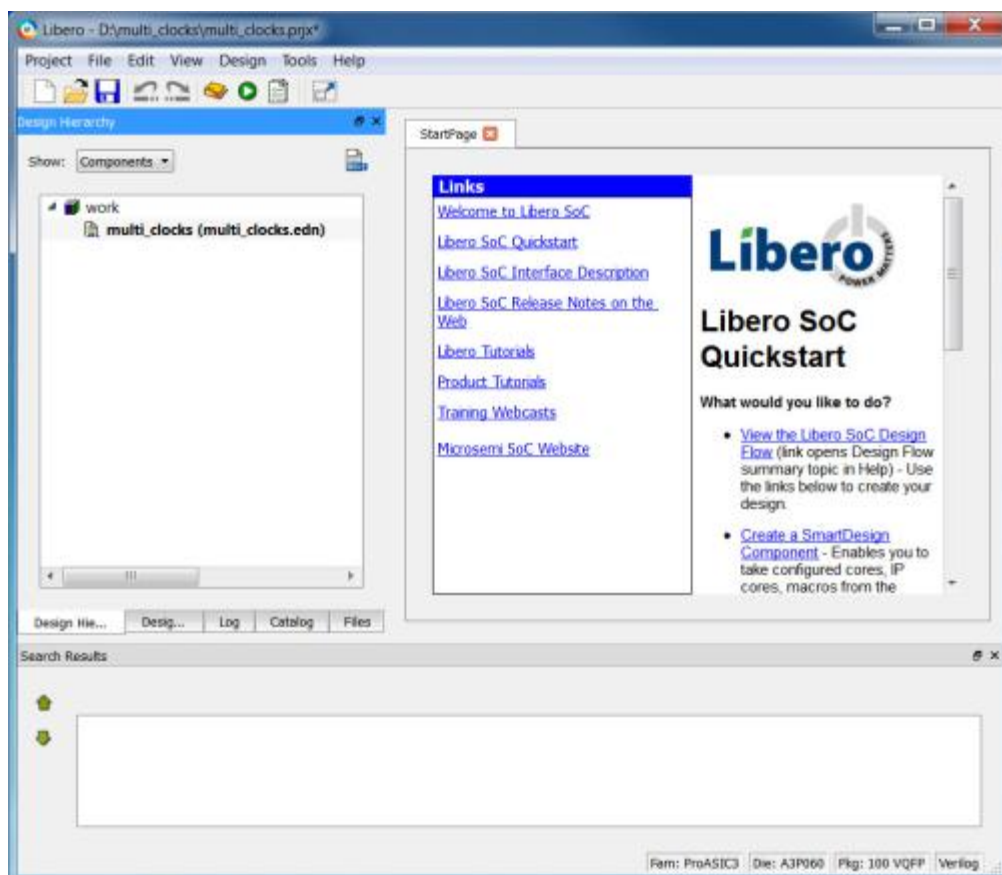 Libero - D:\multi_clocks\multi_clocks.prjx*
Project File Edit View Design Tools Help
Design Hierarchy
StartPage
Show: Components
work
multi_clocks (multi_clocks.edn)
Links
Welcome to Libero SoC
Libero SoC Quickstart
Libero SoC Interface Description
Libero SoC Release Notes on the
Web
Libero Tutorials
Product Tutorials
Training Webcasts
Microsemi SoC Website
Libero
POWER MATTERS
Libero SoC
Quickstart
What would you like to do?
• View the Libero SoC Design
Flow (link opens Design Flow
summary topic in Help) - Use
the links below to create your
design.
• Create a SmartDesign
Component - Enables you to
take configured cores, IP
cores, macros from the
Design Hie... Desig... Log Catalog Files
Search Results
Fam: ProASIC3 Die: A3P060 Pkg: 100 VQFP Verilog